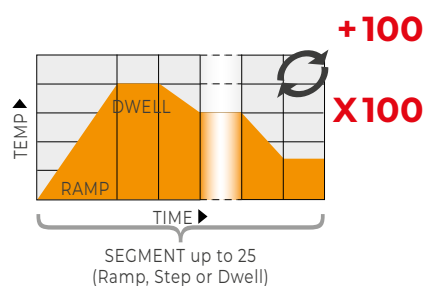 +100
X100
TEMP
DWELL
RAMP
TIME
SEGMENT up to 25
(Ramp, Step or Dwell)